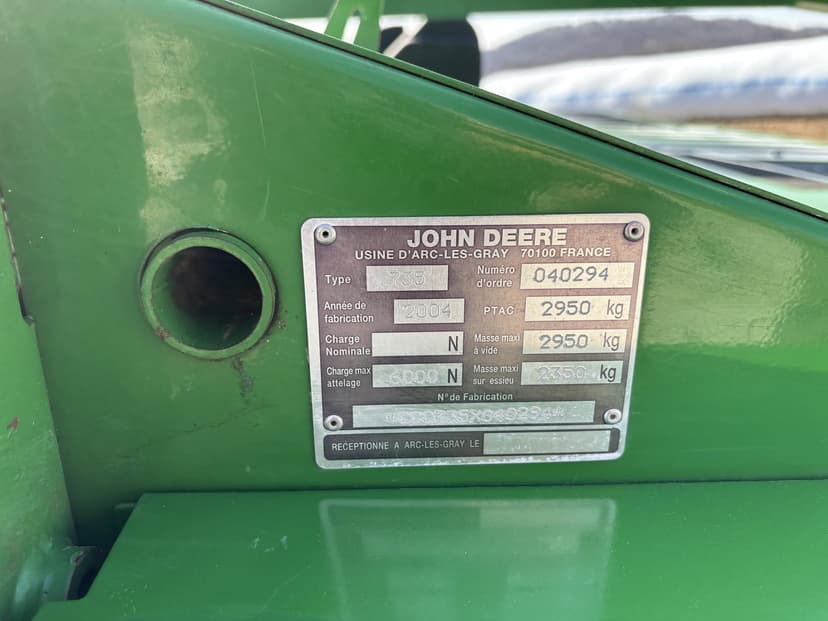 JOHN DEERE
USINE D'ARC-LES-GRAY 70100 FRANCE
Type 735 Numéro d'ordre 040294
Année de fabrication 2004 PTAC 2950 kg
Charge Nominale N Masse maxi à vide 2950 kg
Charge max attelage 6000 N Masse maxi sur essieu 2350 kg
N° de Fabrication
RECEPTIONNE A ARC-LES-GRAY LE